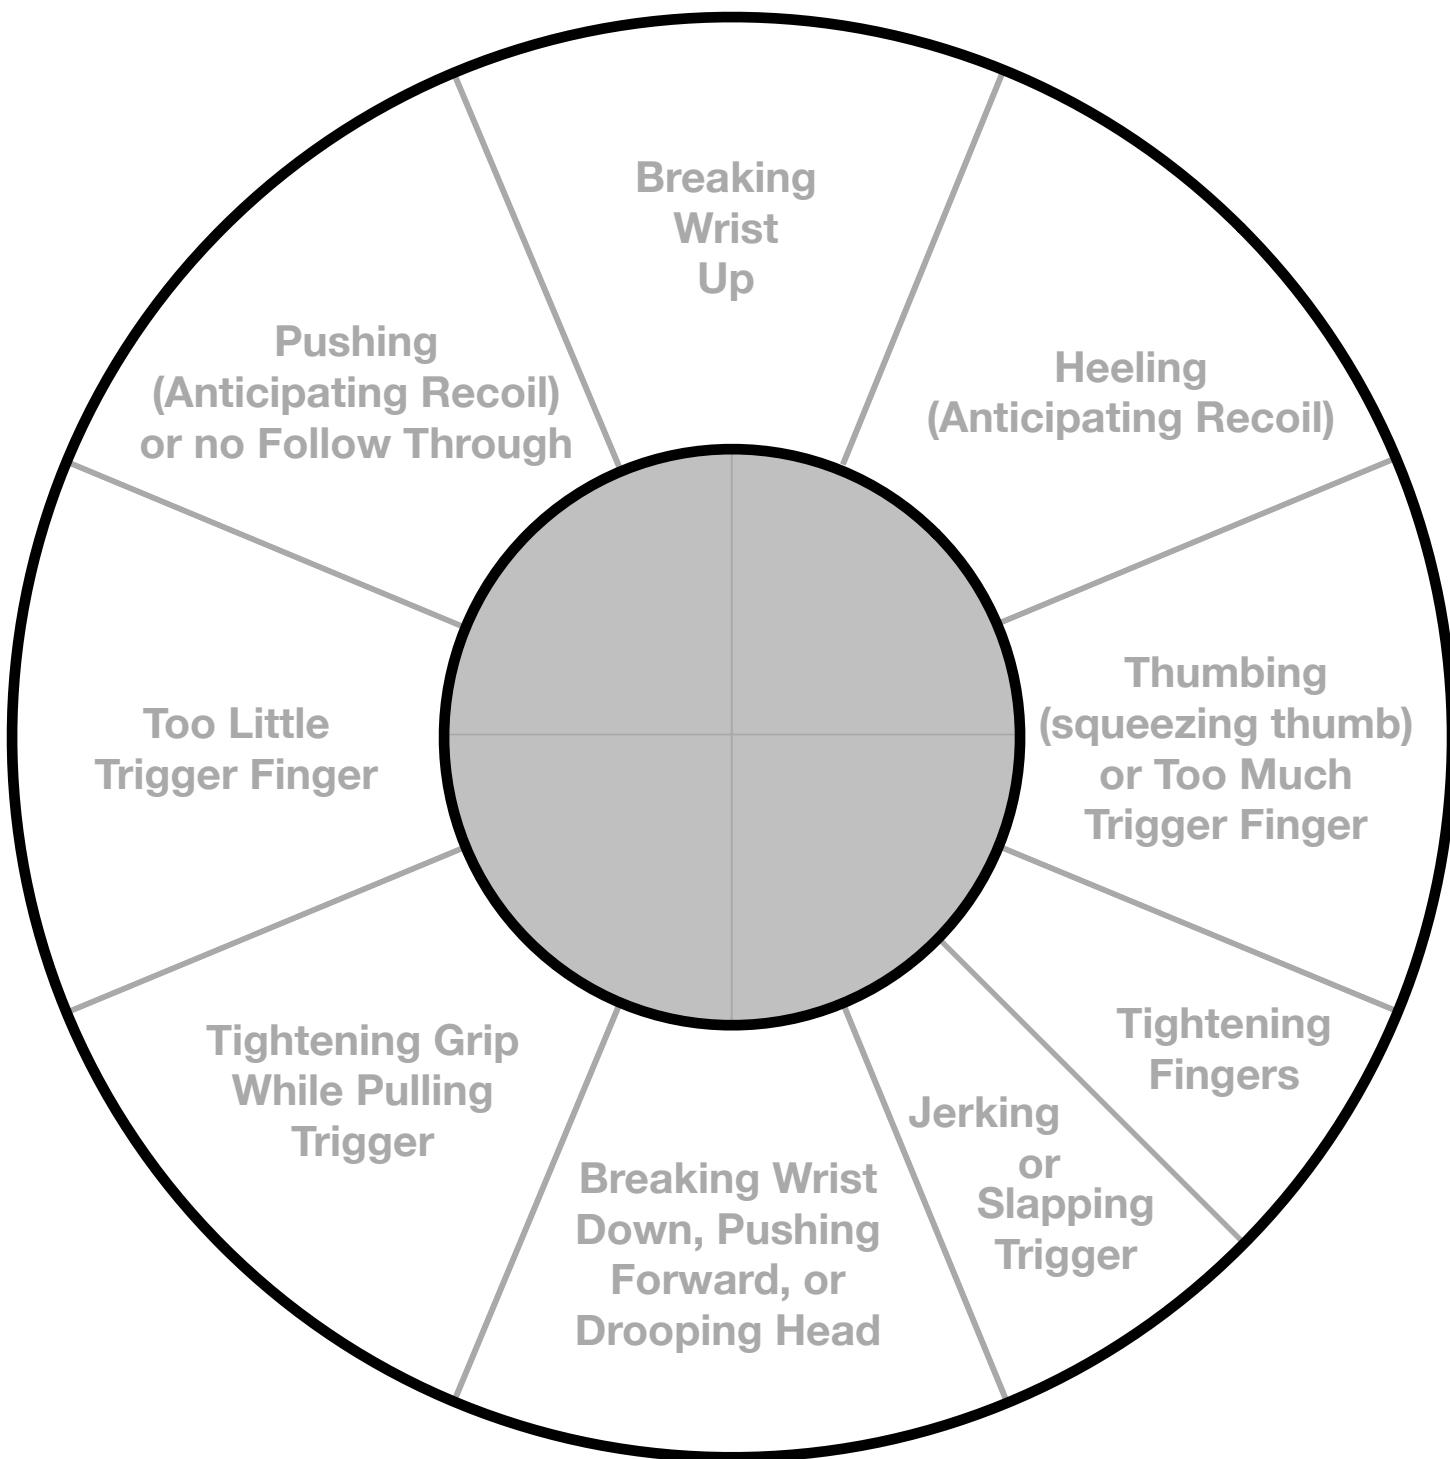 Breaking
Wrist
Up
Pushing
(Anticipating Recoil)
or no Follow Through
Heeling
(Anticipating Recoil)
Too Little
Trigger Finger
Thumbing
(squeezing thumb)
or Too Much
Trigger Finger
Tightening Grip
While Pulling
Trigger
Breaking Wrist
Down, Pushing
Forward, or
Drooping Head
Jerking
or
Slapping
Trigger
Tightening
Fingers